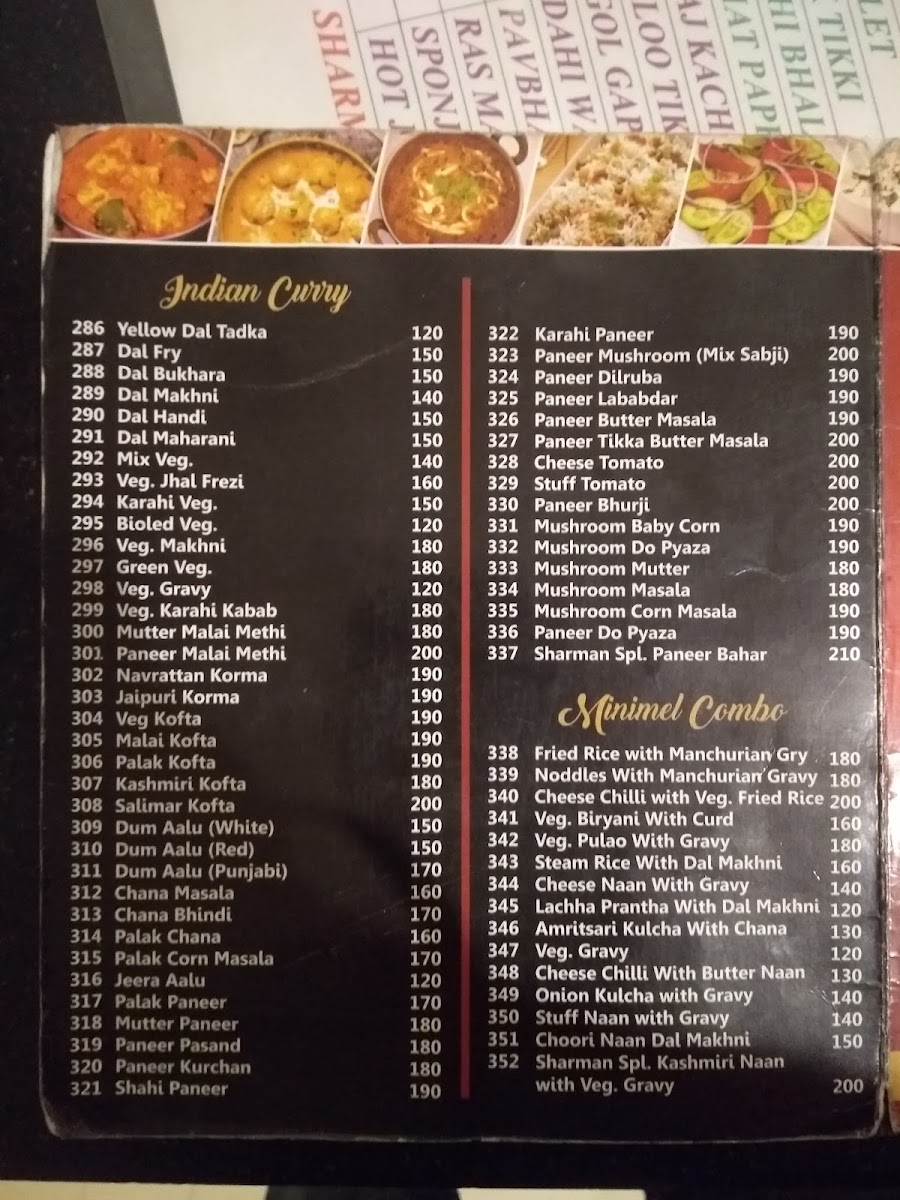 LET
TIKKI
HI BHAL
HAT PAP
AJ KACH
LOO TIK
GOL GAP
DAHI W
PAVBH
RAS MA
SPONJ
HOT
SHARM
Indian Curry
286 Yellow Dal Tadka 120
287 Dal Fry 150
288 Dal Bukhara 150
289 Dal Makhni 140
290 Dal Handi 150
291 Dal Maharani 150
292 Mix Veg. 140
293 Veg. Jhal Frezi 160
294 Karahi Veg. 150
295 Bioled Veg. 120
296 Veg. Makhni 180
297 Green Veg. 180
298 Veg. Gravy 120
299 Veg. Karahi Kabab 180
300 Mutter Malai Methi 180
301 Paneer Malai Methi 200
302 Navrattan Korma 190
303 Jaipuri Korma 190
304 Veg Kofta 190
305 Malai Kofta 190
306 Palak Kofta 190
307 Kashmiri Kofta 180
308 Salimar Kofta 200
309 Dum Aalu (White) 150
310 Dum Aalu (Red) 150
311 Dum Aalu (Punjabi) 170
312 Chana Masala 160
313 Chana Bhindi 170
314 Palak Chana 160
315 Palak Corn Masala 170
316 Jeera Aalu 120
317 Palak Paneer 170
318 Mutter Paneer 180
319 Paneer Pasand 180
320 Paneer Kurchan 180
321 Shahi Paneer 190
322 Karahi Paneer 190
323 Paneer Mushroom (Mix Sabji) 200
324 Paneer Dilruba 190
325 Paneer Lababdar 190
326 Paneer Butter Masala 190
327 Paneer Tikka Butter Masala 200
328 Cheese Tomato 200
329 Stuff Tomato 200
330 Paneer Bhurji 200
331 Mushroom Baby Corn 190
332 Mushroom Do Pyaza 190
333 Mushroom Mutter 180
334 Mushroom Masala 180
335 Mushroom Corn Masala 190
336 Paneer Do Pyaza 190
337 Sharman Spl. Paneer Bahar 210
Minimel Combo
338 Fried Rice with Manchurian Gry 180
339 Noddles With Manchurian Gravy 180
340 Cheese Chilli with Veg. Fried Rice 200
341 Veg. Biryani With Curd 160
342 Veg. Pulao With Gravy 180
343 Steam Rice With Dal Makhni 160
344 Cheese Naan With Gravy 140
345 Lachha Prantha With Dal Makhni 120
346 Amritsari Kulcha With Chana 130
347 Veg. Gravy 120
348 Cheese Chilli With Butter Naan 130
349 Onion Kulcha with Gravy 140
350 Stuff Naan with Gravy 140
351 Choori Naan Dal Makhni 150
352 Sharman Spl. Kashmiri Naan
with Veg. Gravy 200